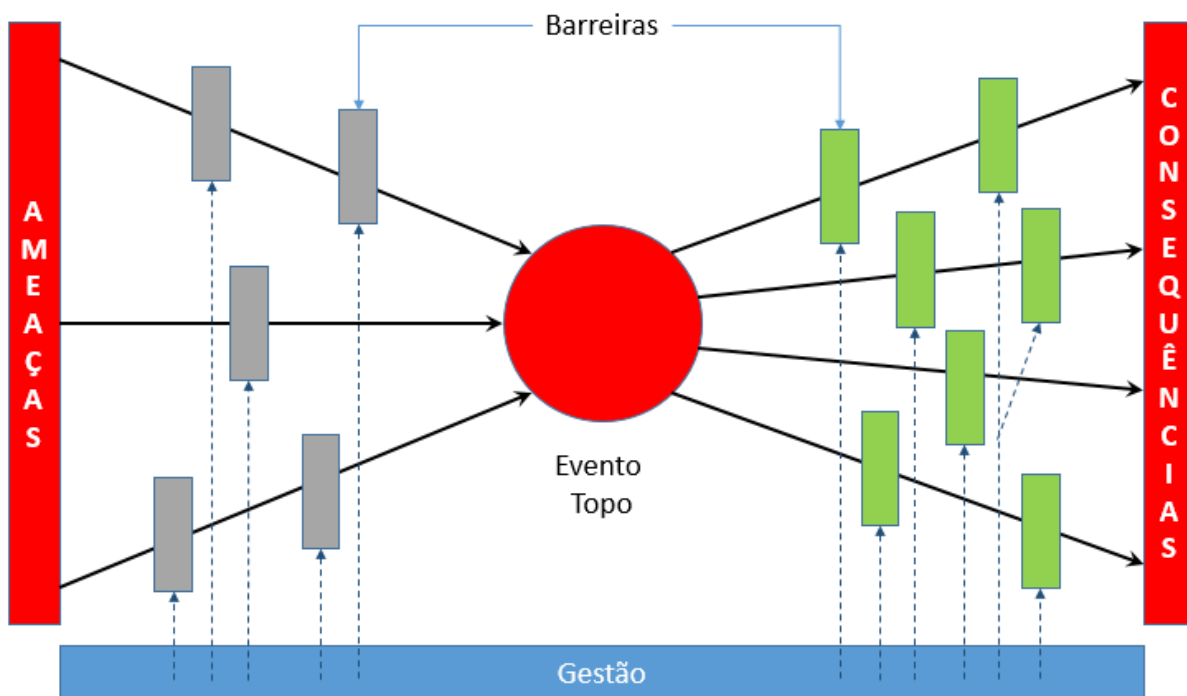 Barreiras
AMEAÇAS
CONSEQUÊNCIAS
Evento
Topo
Gestão